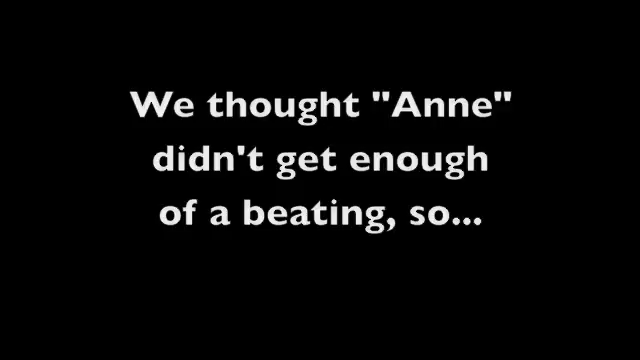 We thought "Anne"
didn't get enough
of a beating, so...